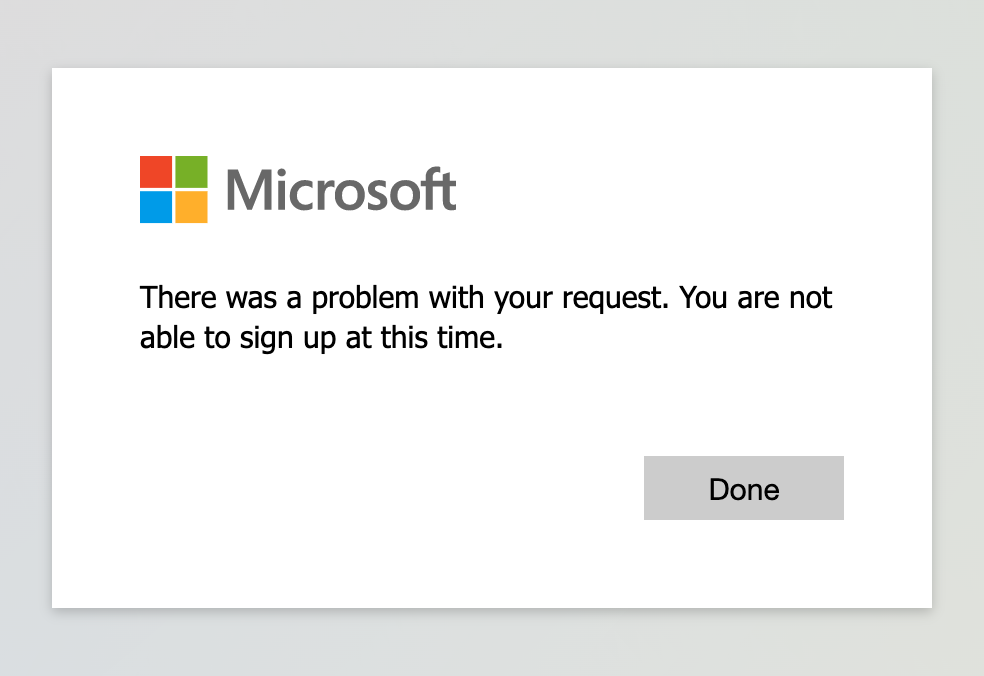 Microsoft
There was a problem with your request. You are not
able to sign up at this time.
Done